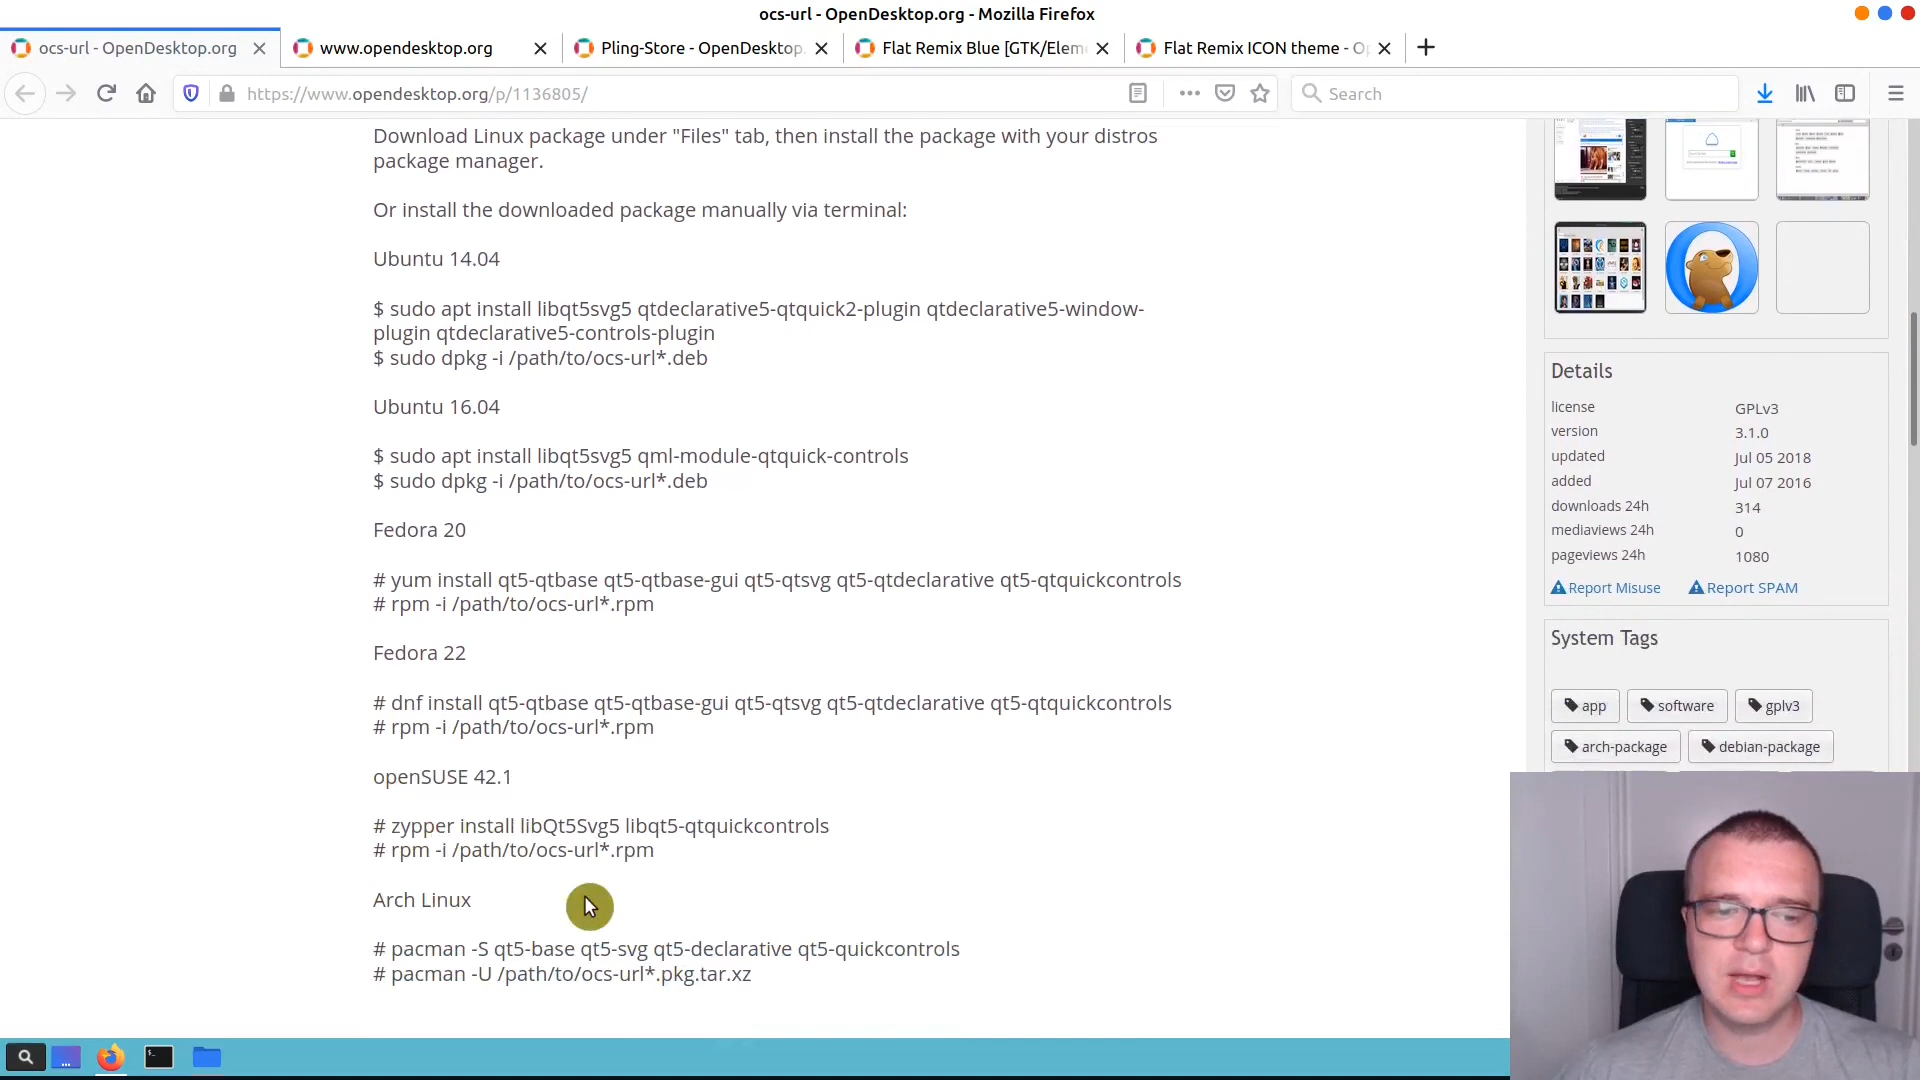 ocs-url - OpenDesktop.org - Mozilla Firefox
ocs-url - OpenDesktop.org
www.opendesktop.org
Pling-Store - OpenDesktop.
Flat Remix Blue [GTK/Elem
Flat Remix ICON theme - Op
https://www.opendesktop.org/p/1136805/
Search
Download Linux package under "Files" tab, then install the package with your distros
package manager.
Or install the downloaded package manually via terminal:
Ubuntu 14.04
$ sudo apt install libqt5svg5 qtdeclarative5-qtquick2-plugin qtdeclarative5-window-
plugin qtdeclarative5-controls-plugin
$ sudo dpkg -i /path/to/ocs-url*.deb
Ubuntu 16.04
$ sudo apt install libqt5svg5 qml-module-qtquick-controls
$ sudo dpkg -i /path/to/ocs-url*.deb
Fedora 20
# yum install qt5-qtbase qt5-qtbase-gui qt5-qtsvg qt5-qtdeclarative qt5-qtquickcontrols
# rpm -i /path/to/ocs-url*.rpm
Fedora 22
# dnf install qt5-qtbase qt5-qtbase-gui qt5-qtsvg qt5-qtdeclarative qt5-qtquickcontrols
# rpm -i /path/to/ocs-url*.rpm
openSUSE 42.1
# zypper install libQt5Svg5 libqt5-qtquickcontrols
# rpm -i /path/to/ocs-url*.rpm
Arch Linux
# pacman -S qt5-base qt5-svg qt5-declarative qt5-quickcontrols
# pacman -U /path/to/ocs-url*.pkg.tar.xz
Details
license GPLv3
version 3.1.0
updated Jul 05 2018
added Jul 07 2016
downloads 24h 314
mediaviews 24h 0
pageviews 24h 1080
Report Misuse Report SPAM
System Tags
app software gplv3
arch-package debian-package